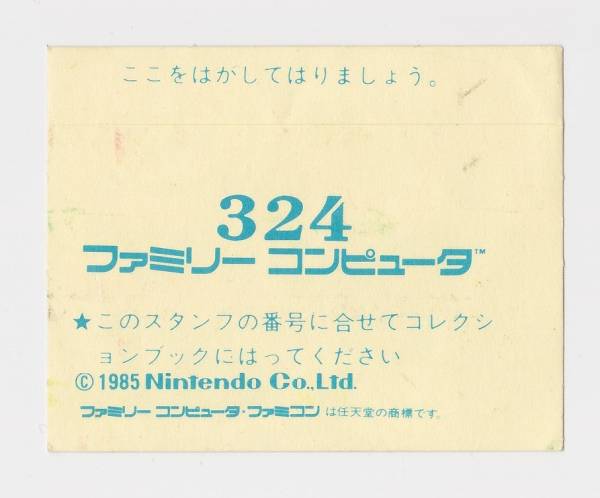 ここをはがしてはりましょう。
324
ファミリー コンピュータ™
★このスタンプの番号に合せてコレクシ
ョンブックにはってください
© 1985 Nintendo Co.,Ltd.
ファミリー コンピュータ・ファミコン は任天堂の商標です。